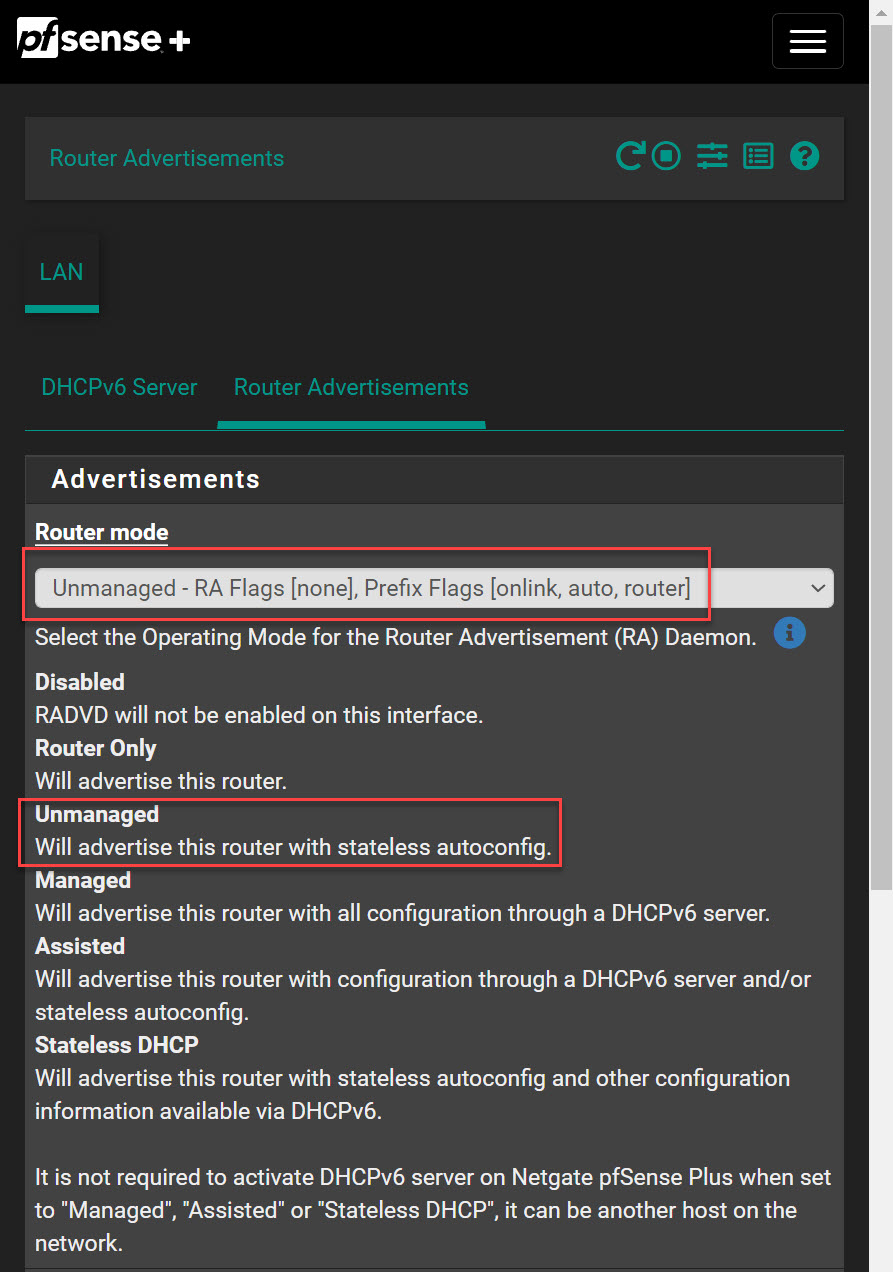 pfsense +
Router Advertisements
LAN
DHCPv6 Server
Router Advertisements
Advertisements
Router mode
Unmanaged - RA Flags [none], Prefix Flags [onlink, auto, router]
Select the Operating Mode for the Router Advertisement (RA) Daemon.
Disabled
RADVD will not be enabled on this interface.
Router Only
Will advertise this router.
Unmanaged
Will advertise this router with stateless autoconfig.
Managed
Will advertise this router with all configuration through a DHCPv6 server.
Assisted
Will advertise this router with configuration through a DHCPv6 server and/or
stateless autoconfig.
Stateless DHCP
Will advertise this router with stateless autoconfig and other configuration
information available via DHCPv6.
It is not required to activate DHCPv6 server on Netgate pfSense Plus when set
to "Managed", "Assisted" or "Stateless DHCP", it can be another host on the
network.